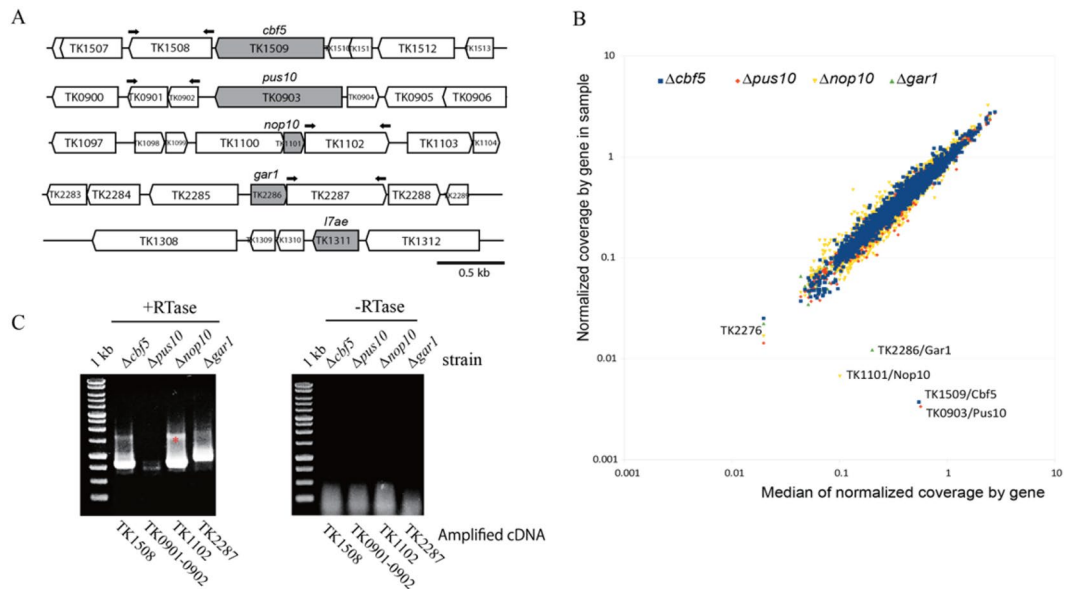 A
cbf5
TK1507 TK1508 TK1509 TK1510 TK151 TK1512 TK1513
pus10
TK0900 TK0901 TK0902 TK0903 TK0904 TK0905 TK0906
nop10
TK1097 TK1098 TK1099 TK1100 TK1101 TK1102 TK1103 TK1104
gar1
TK2283 TK2284 TK2285 TK2286 TK2287 TK2288 TK228
l7ae
TK1308 TK1309 TK1310 TK1311 TK1312
0.5 kb
B
Normalized coverage by gene in sample
10
1
0.1
0.01
0.001
Δcbf5 Δpus10 Δnop10 Δgar1
TK2276
TK2286/Gar1
TK1101/Nop10
TK1509/Cbf5
TK0903/Pus10
0.001 0.01 0.1 1 10
Median of normalized coverage by gene
C
+RTase
1 kb Δcbf5 Δpus10 Δnop10 Δgar1
strain
-RTase
1 kb Δcbf5 Δpus10 Δnop10 Δgar1
*
TK1508 TK0901-0902 TK1102 TK2287
Amplified cDNA
TK1508 TK0901-0902 TK1102 TK2287